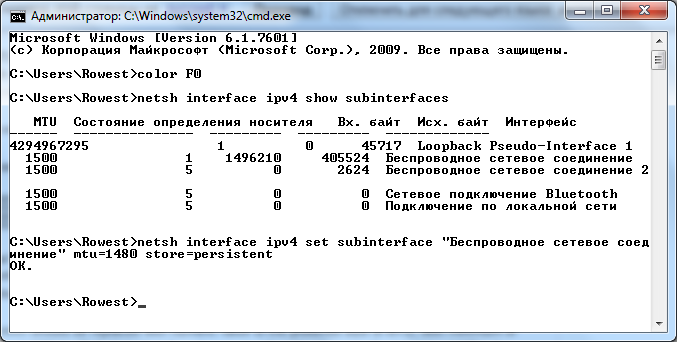 Администратор: C:\Windows\system32\cmd.exe
Microsoft Windows [Version 6.1.7601]
(c) Корпорация Майкрософт (Microsoft Corp.), 2009. Все права защищены.
C:\Users\Rowest>color F0
C:\Users\Rowest>netsh interface ipv4 show subinterfaces
MTU Состояние определения носителя Вх. байт Исх. байт Интерфейс
------ --------------- --------- --------- -------------
4294967295 1 0 45717 Loopback Pseudo-Interface 1
1500 1 1496210 405524 Беспроводное сетевое соединение
1500 5 0 2624 Беспроводное сетевое соединение 2
1500 5 0 0 Сетевое подключение Bluetooth
1500 5 0 0 Подключение по локальной сети
C:\Users\Rowest>netsh interface ipv4 set subinterface "Беспроводное сетевое соед
инение" mtu=1480 store=persistent
ОК.
C:\Users\Rowest>_